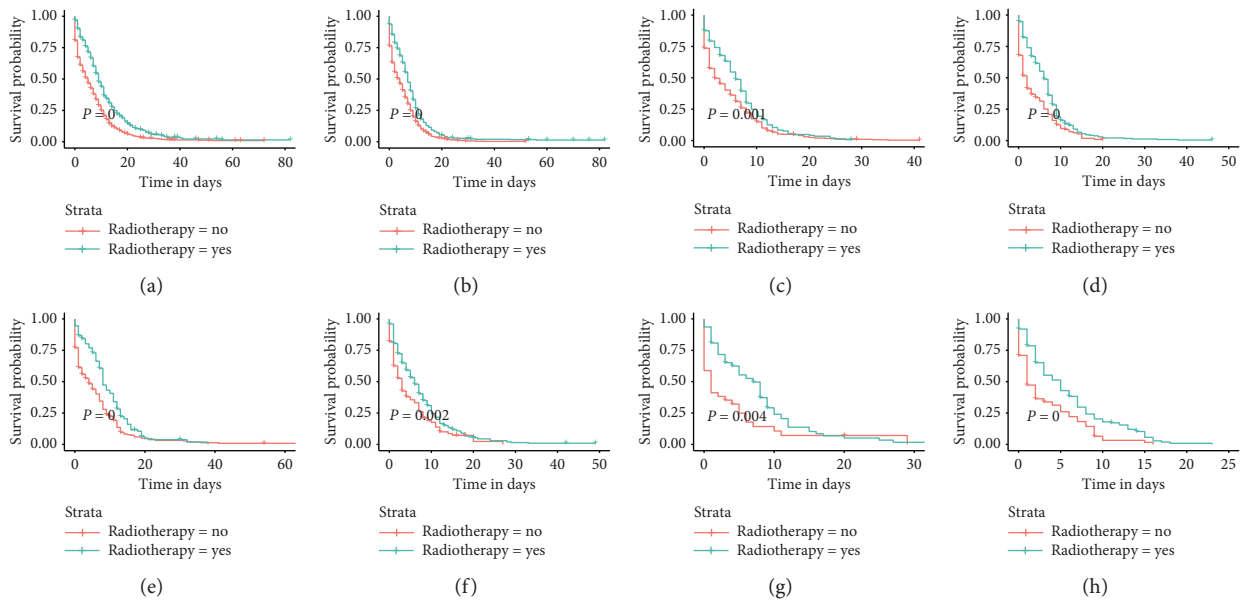 1.00
0.75
0.50
0.25
0.00
Survival probability
P = 0
0 20 40 60 80
Time in days
Strata
Radiotherapy = no
Radiotherapy = yes
(a)
1.00
0.75
0.50
0.25
0.00
Survival probability
P = 0
0 20 40 60 80
Time in days
Strata
Radiotherapy = no
Radiotherapy = yes
(b)
1.00
0.75
0.50
0.25
0.00
Survival probability
P = 0.001
0 10 20 30 40
Time in days
Strata
Radiotherapy = no
Radiotherapy = yes
(c)
1.00
0.75
0.50
0.25
0.00
Survival probability
P = 0
0 10 20 30 40 50
Time in days
Strata
Radiotherapy = no
Radiotherapy = yes
(d)
1.00
0.75
0.50
0.25
0.00
Survival probability
P = 0
0 20 40 60
Time in days
Strata
Radiotherapy = no
Radiotherapy = yes
(e)
1.00
0.75
0.50
0.25
0.00
Survival probability
P = 0.002
0 10 20 30 40 50
Time in days
Strata
Radiotherapy = no
Radiotherapy = yes
(f)
1.00
0.75
0.50
0.25
0.00
Survival probability
P = 0.004
0 10 20 30
Time in days
Strata
Radiotherapy = no
Radiotherapy = yes
(g)
1.00
0.75
0.50
0.25
0.00
Survival probability
P = 0
0 5 10 15 20 25
Time in days
Strata
Radiotherapy = no
Radiotherapy = yes
(h)